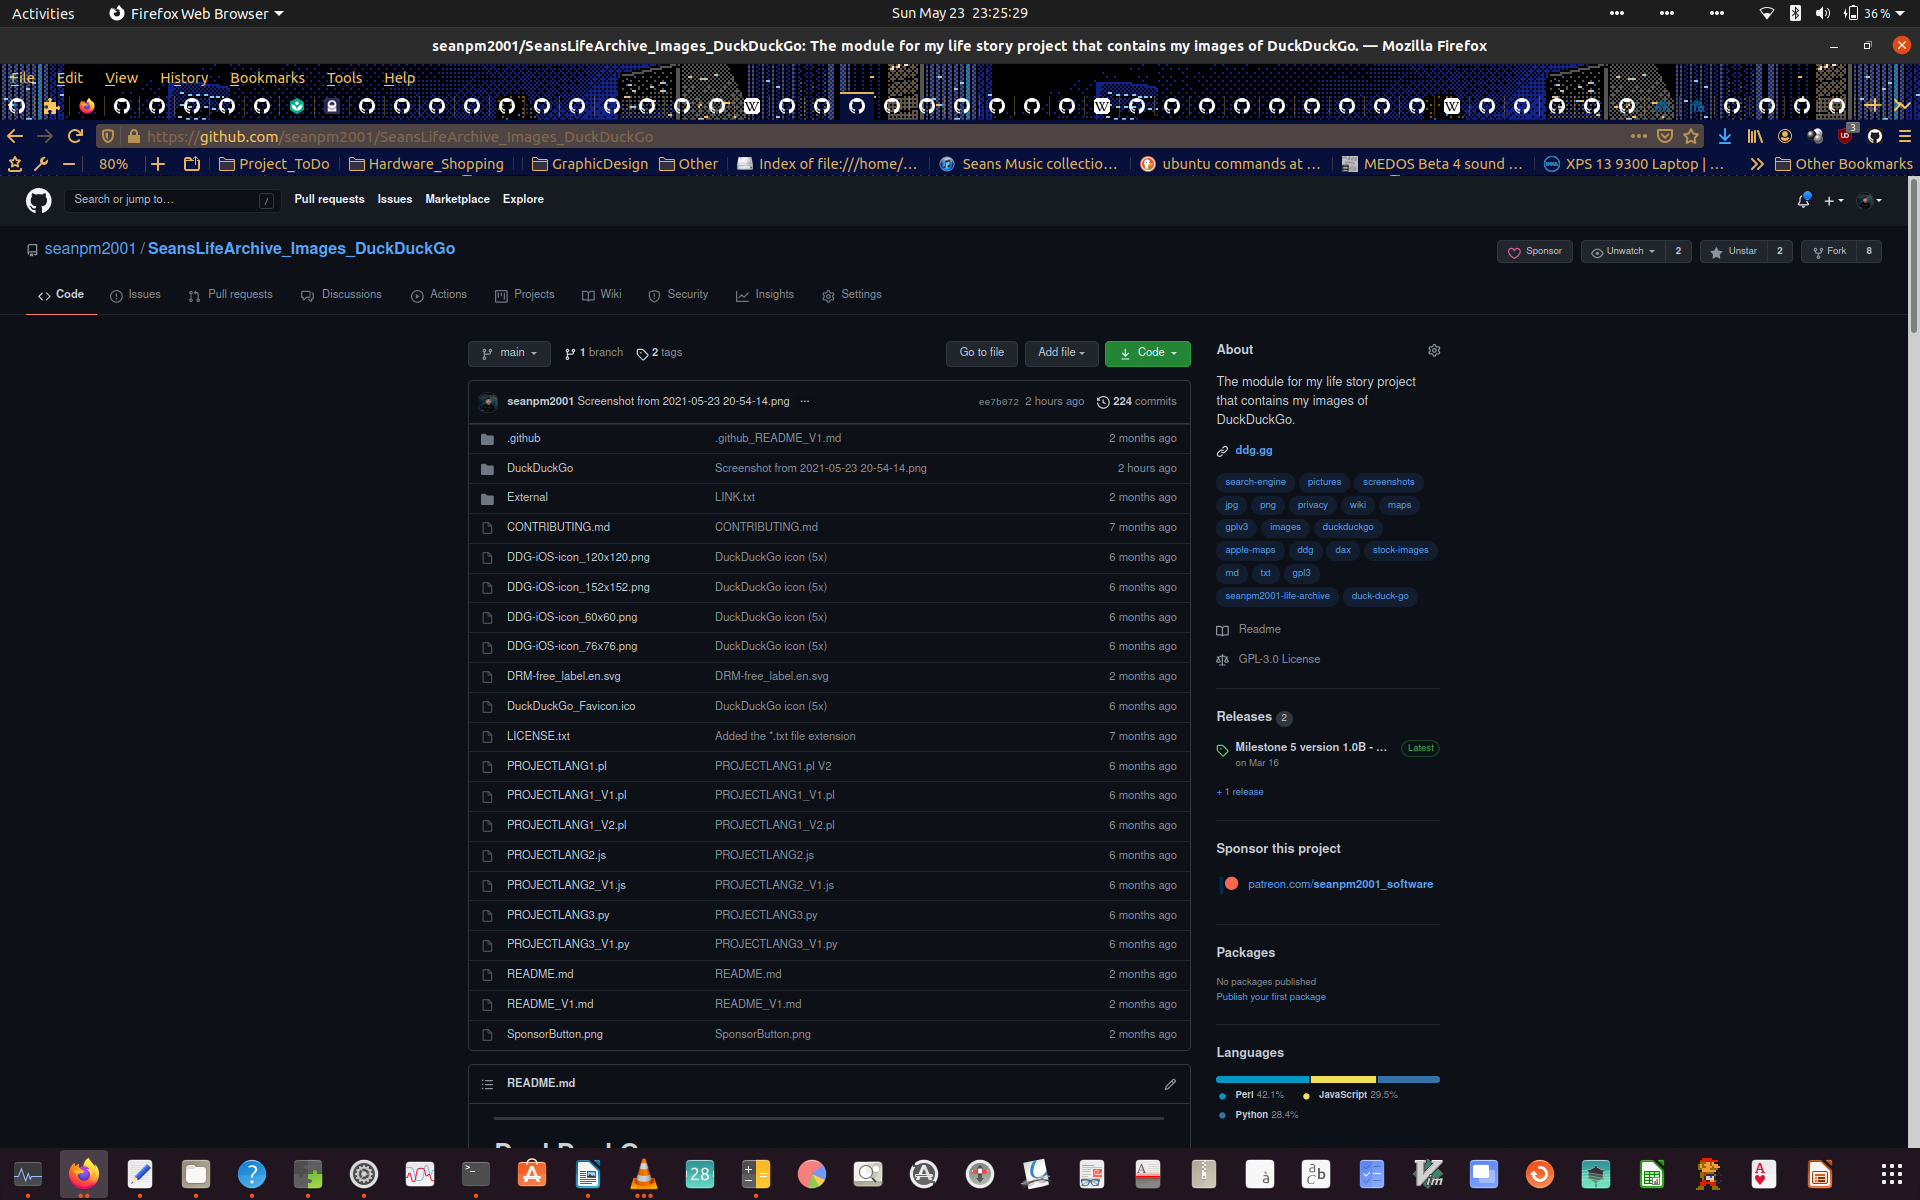 Activities Firefox Web Browser Sun May 23 23:25:29 36 %
seanpm2001/SeansLifeArchive_Images_DuckDuckGo: The module for my life story project that contains my images of DuckDuckGo. — Mozilla Firefox
File Edit View History Bookmarks Tools Help
https://github.com/seanpm2001/SeansLifeArchive_Images_DuckDuckGo 3
80% Project_ToDo Hardware_Shopping GraphicDesign Other Index of file:///home/... Seans Music collectio... ubuntu commands at ... MEDOS Beta 4 sound ... XPS 13 9300 Laptop | ... Other Bookmarks
Search or jump to... / Pull requests Issues Marketplace Explore
seanpm2001 / SeansLifeArchive_Images_DuckDuckGo Sponsor Unwatch 2 Unstar 2 Fork 8
Code Issues Pull requests Discussions Actions Projects Wiki Security Insights Settings
main 1 branch 2 tags Go to file Add file Code
seanpm2001 Screenshot from 2021-05-23 20-54-14.png ... ee7b072 2 hours ago 224 commits
.github .github_README_V1.md 2 months ago
DuckDuckGo Screenshot from 2021-05-23 20-54-14.png 2 hours ago
External LINK.txt 2 months ago
CONTRIBUTING.md CONTRIBUTING.md 7 months ago
DDG-iOS-icon_120x120.png DuckDuckGo icon (5x) 6 months ago
DDG-iOS-icon_152x152.png DuckDuckGo icon (5x) 6 months ago
DDG-iOS-icon_60x60.png DuckDuckGo icon (5x) 6 months ago
DDG-iOS-icon_76x76.png DuckDuckGo icon (5x) 6 months ago
DRM-free_label.en.svg DRM-free_label.en.svg 2 months ago
DuckDuckGo_Favicon.ico DuckDuckGo icon (5x) 6 months ago
LICENSE.txt Added the *.txt file extension 7 months ago
PROJECTLANG1.pl PROJECTLANG1.pl V2 6 months ago
PROJECTLANG1_V1.pl PROJECTLANG1_V1.pl 6 months ago
PROJECTLANG1_V2.pl PROJECTLANG1_V2.pl 6 months ago
PROJECTLANG2.js PROJECTLANG2.js 6 months ago
PROJECTLANG2_V1.js PROJECTLANG2_V1.js 6 months ago
PROJECTLANG3.py PROJECTLANG3.py 6 months ago
PROJECTLANG3_V1.py PROJECTLANG3_V1.py 6 months ago
README.md README.md 2 months ago
README_V1.md README_V1.md 2 months ago
SponsorButton.png SponsorButton.png 2 months ago
README.md
About
The module for my life story project
that contains my images of
DuckDuckGo.
ddg.gg
search-engine pictures screenshots
jpg png privacy wiki maps
gplv3 images duckduckgo
apple-maps ddg dax stock-images
md txt gpl3
seanpm2001-life-archive duck-duck-go
Readme
GPL-3.0 License
Releases 2
Milestone 5 version 1.0B - ... Latest
on Mar 16
+ 1 release
Sponsor this project
patreon.com/seanpm2001_software
Packages
No packages published
Publish your first package
Languages
Perl 42.1% JavaScript 29.5%
Python 28.4%
28